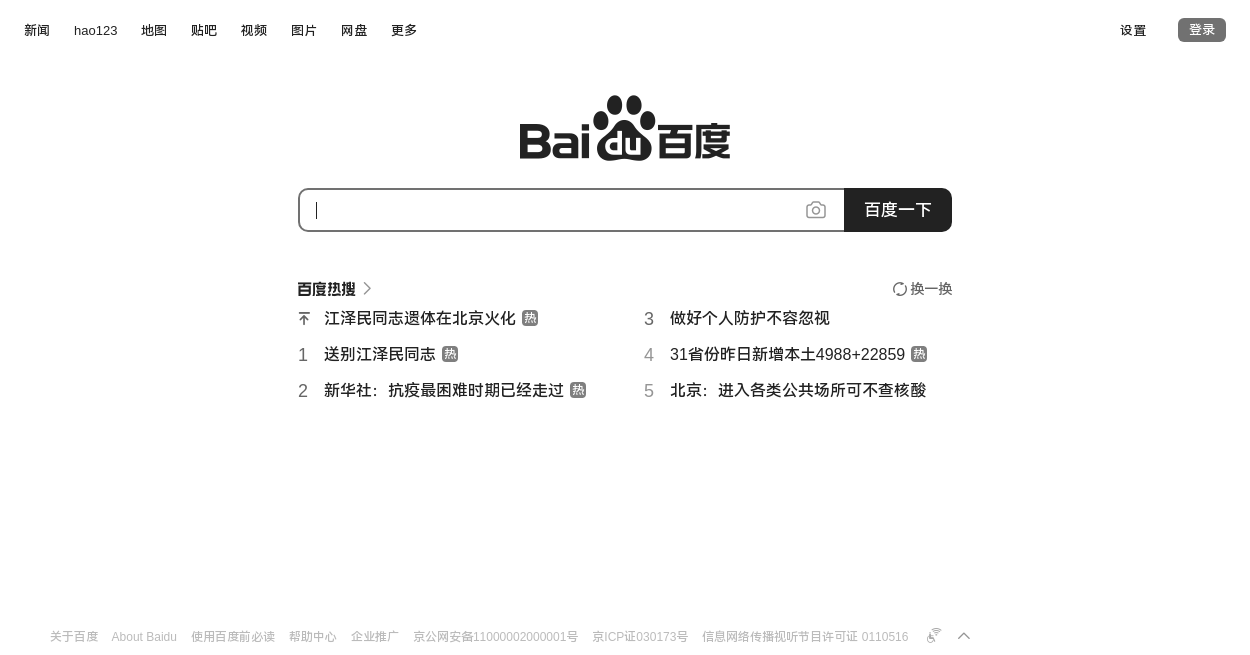 新闻 hao123 地图 贴吧 视频 图片 网盘 更多 设置 登录
Bai du 百度
百度一下
百度热搜 换一换
江泽民同志遗体在北京火化 热
3 做好个人防护不容忽视
1 送别江泽民同志 热
4 31省份昨日新增本土4988+22859 热
2 新华社：抗疫最困难时期已经走过 热
5 北京：进入各类公共场所可不查核酸
关于百度 About Baidu 使用百度前必读 帮助中心 企业推广 京公网安备11000002000001号 京ICP证030173号 信息网络传播视听节目许可证 0110516